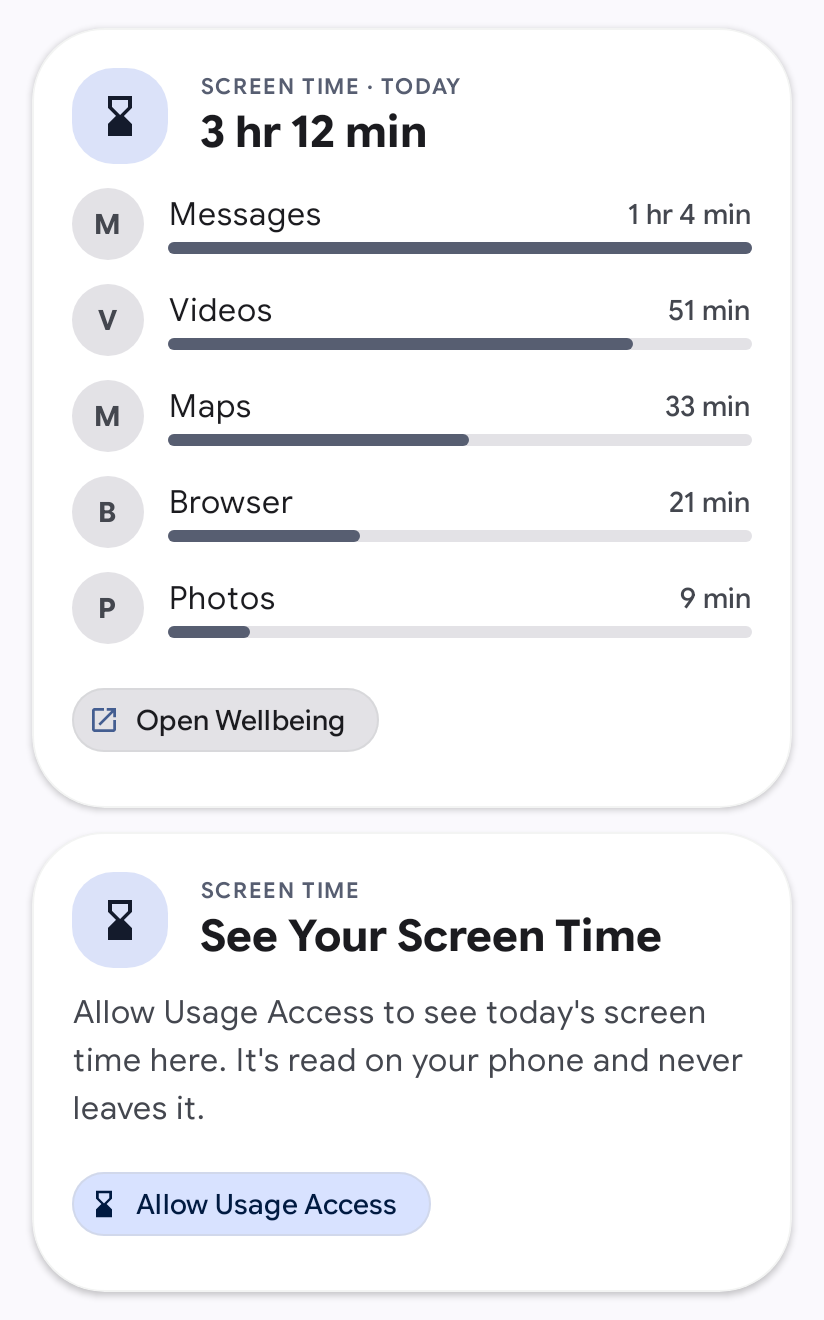 SCREEN TIME · TODAY
3 hr 12 min
M Messages 1 hr 4 min
V Videos 51 min
M Maps 33 min
B Browser 21 min
P Photos 9 min
Open Wellbeing
SCREEN TIME
See Your Screen Time
Allow Usage Access to see today's screen
time here. It's read on your phone and never
leaves it.
Allow Usage Access